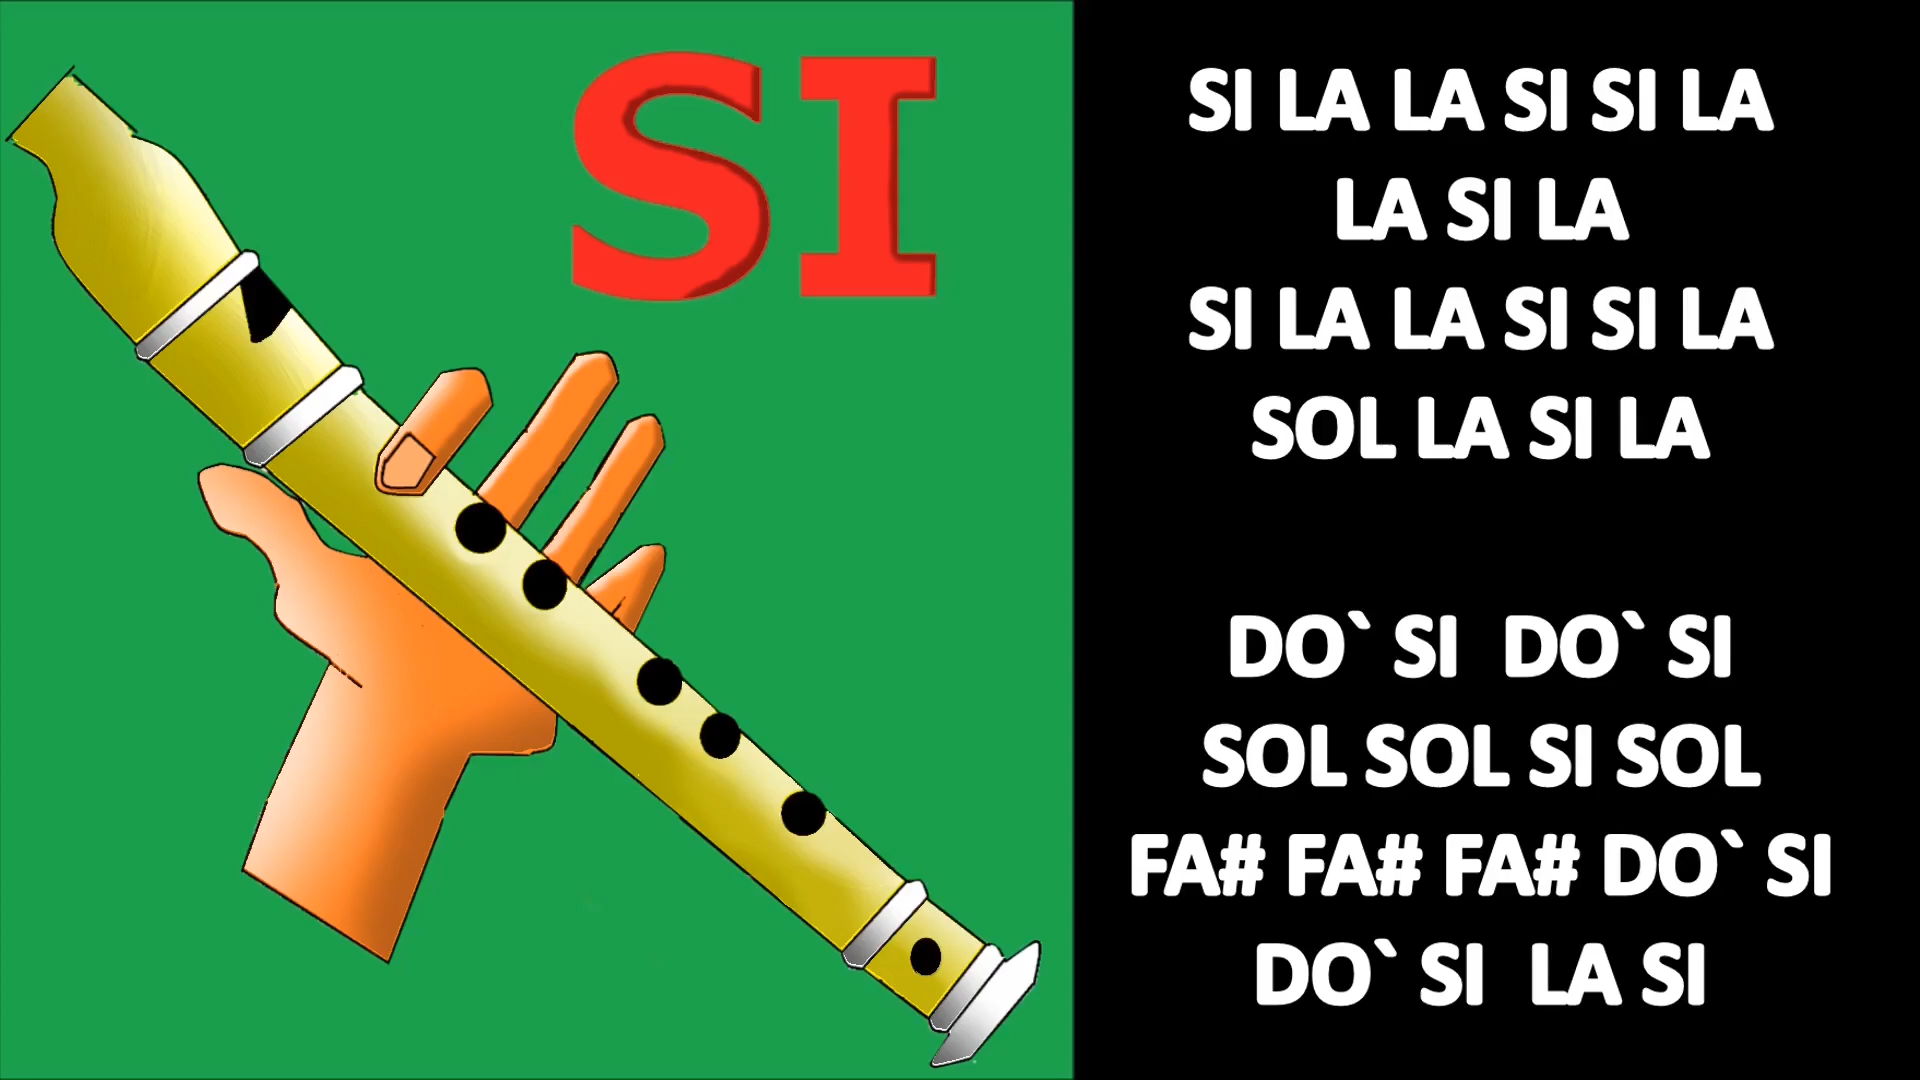 SI
SI LA LA SI SI LA
LA SI LA
SI LA LA SI SI LA
SOL LA SI LA
DO` SI DO` SI
SOL SOL SI SOL
FA# FA# FA# DO` SI
DO` SI LA SI